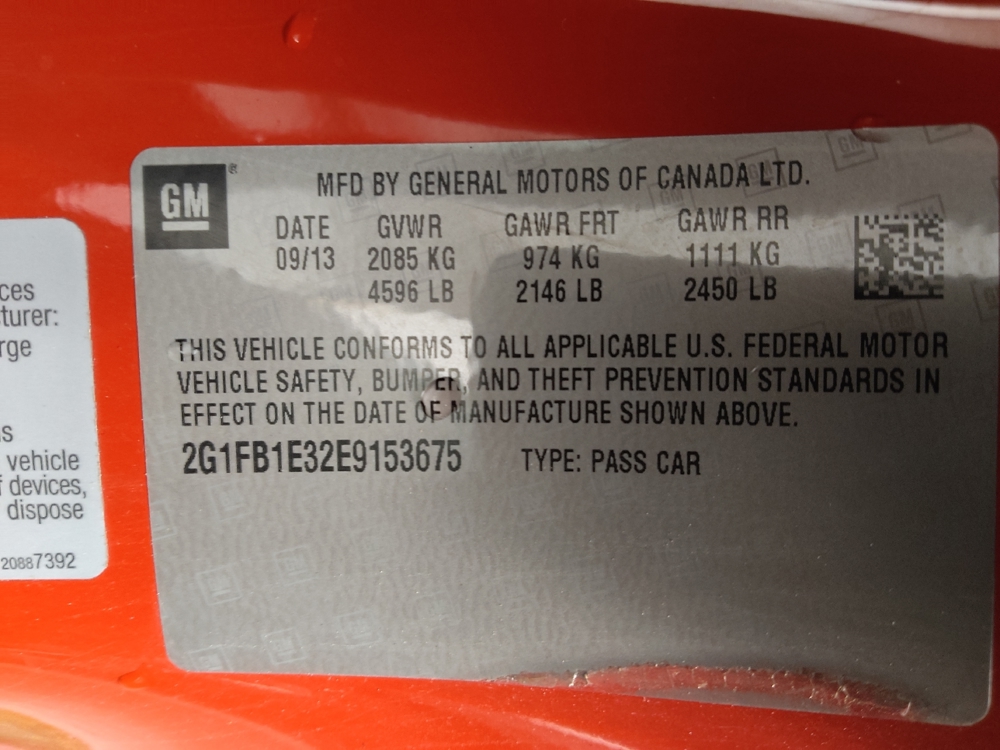 GM
MFD BY GENERAL MOTORS OF CANADA LTD.
DATE GVWR GAWR FRT GAWR RR
09/13 2085 KG 974 KG 1111 KG
4596 LB 2146 LB 2450 LB
THIS VEHICLE CONFORMS TO ALL APPLICABLE U.S. FEDERAL MOTOR
VEHICLE SAFETY, BUMPER, AND THEFT PREVENTION STANDARDS IN
EFFECT ON THE DATE OF MANUFACTURE SHOWN ABOVE.
2G1FB1E32E9153675 TYPE: PASS CAR
ces
turer:
rge
s
vehicle
f devices,
dispose
20887392